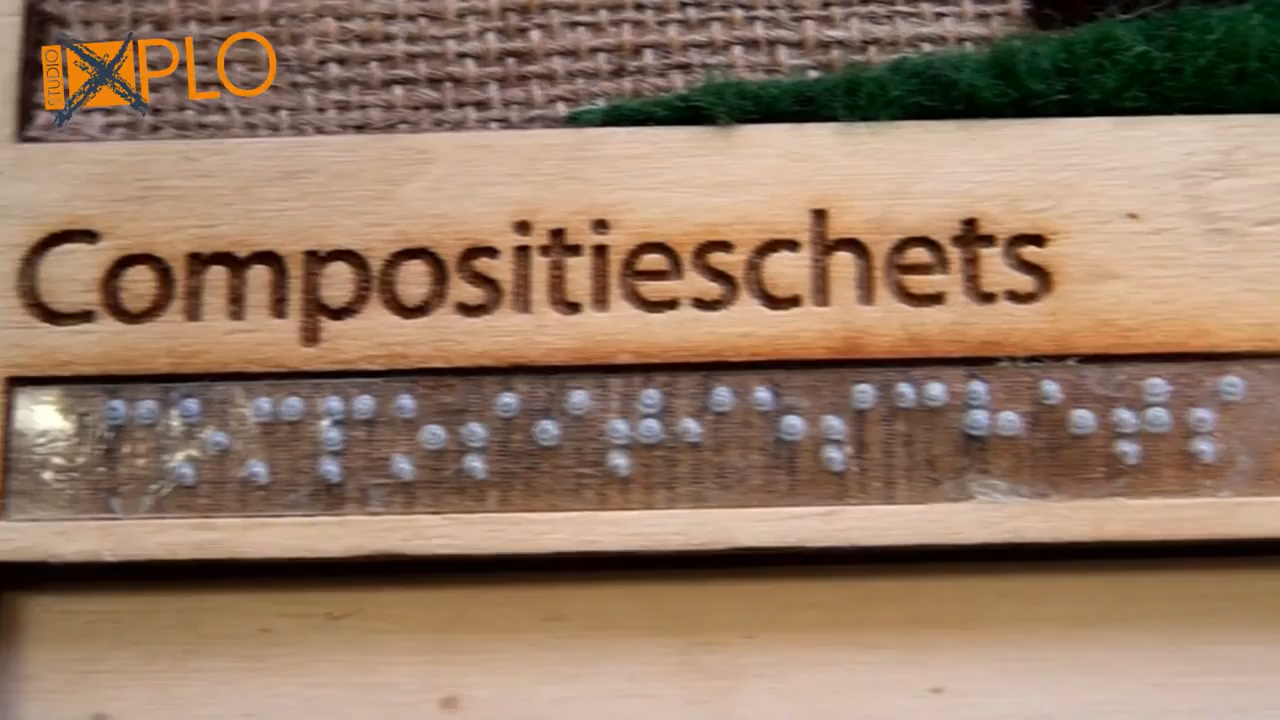 STUDIO XPLO
Compositieschets
⠉⠕⠍⠏⠕⠎⠊⠞⠊⠑⠎⠉⠓⠑⠞⠎